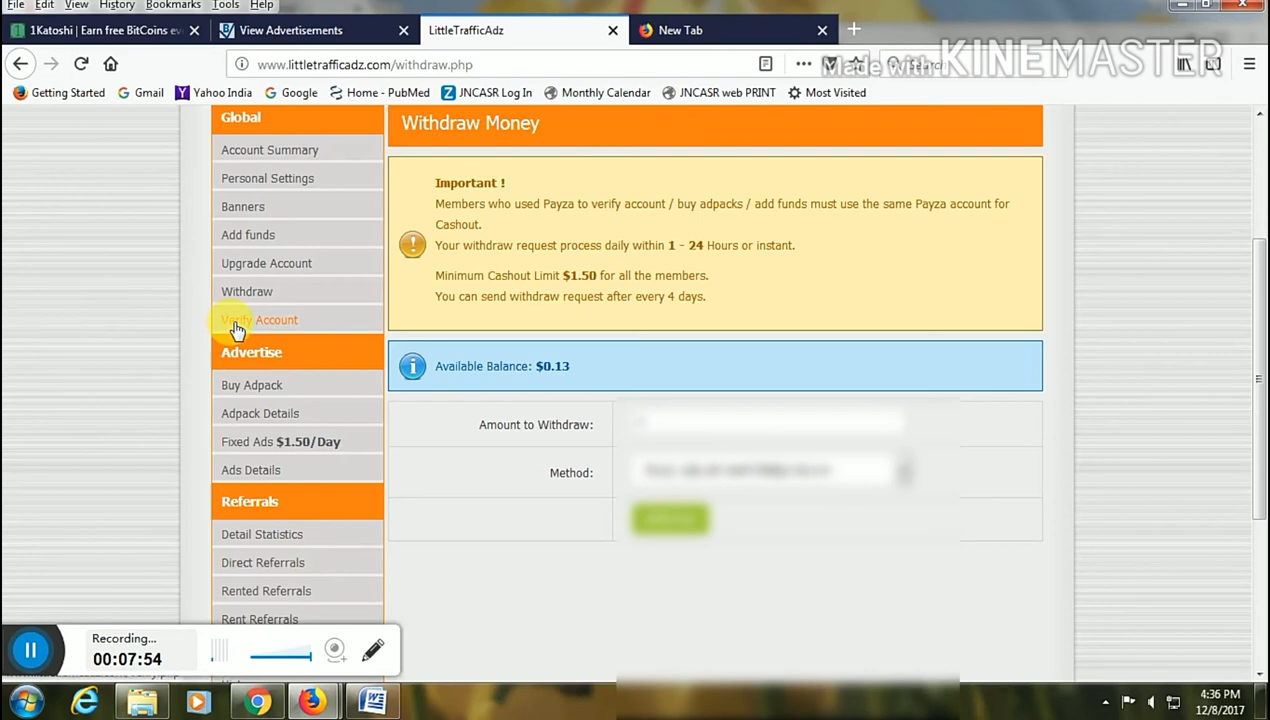 File Edit View History Bookmarks Tools Help
1Katoshi | Earn free BitCoins ev
View Advertisements
LittleTrafficAdz
New Tab
www.littletrafficadz.com/withdraw.php
Search
Made with KINEMASTER
Getting Started Gmail Yahoo India Google Home - PubMed JNCASR Log In Monthly Calendar JNCASR web PRINT Most Visited
Global
Account Summary
Personal Settings
Banners
Add funds
Upgrade Account
Withdraw
Verify Account
Advertise
Buy Adpack
Adpack Details
Fixed Ads $1.50/Day
Ads Details
Referrals
Detail Statistics
Direct Referrals
Rented Referrals
Rent Referrals
Withdraw Money
Important !
Members who used Payza to verify account / buy adpacks / add funds must use the same Payza account for
Cashout.
Your withdraw request process daily within 1 - 24 Hours or instant.
Minimum Cashout Limit $1.50 for all the members.
You can send withdraw request after every 4 days.
Available Balance: $0.13
Amount to Withdraw:
Method:
Recording...
00:07:54
4:36 PM
12/8/2017